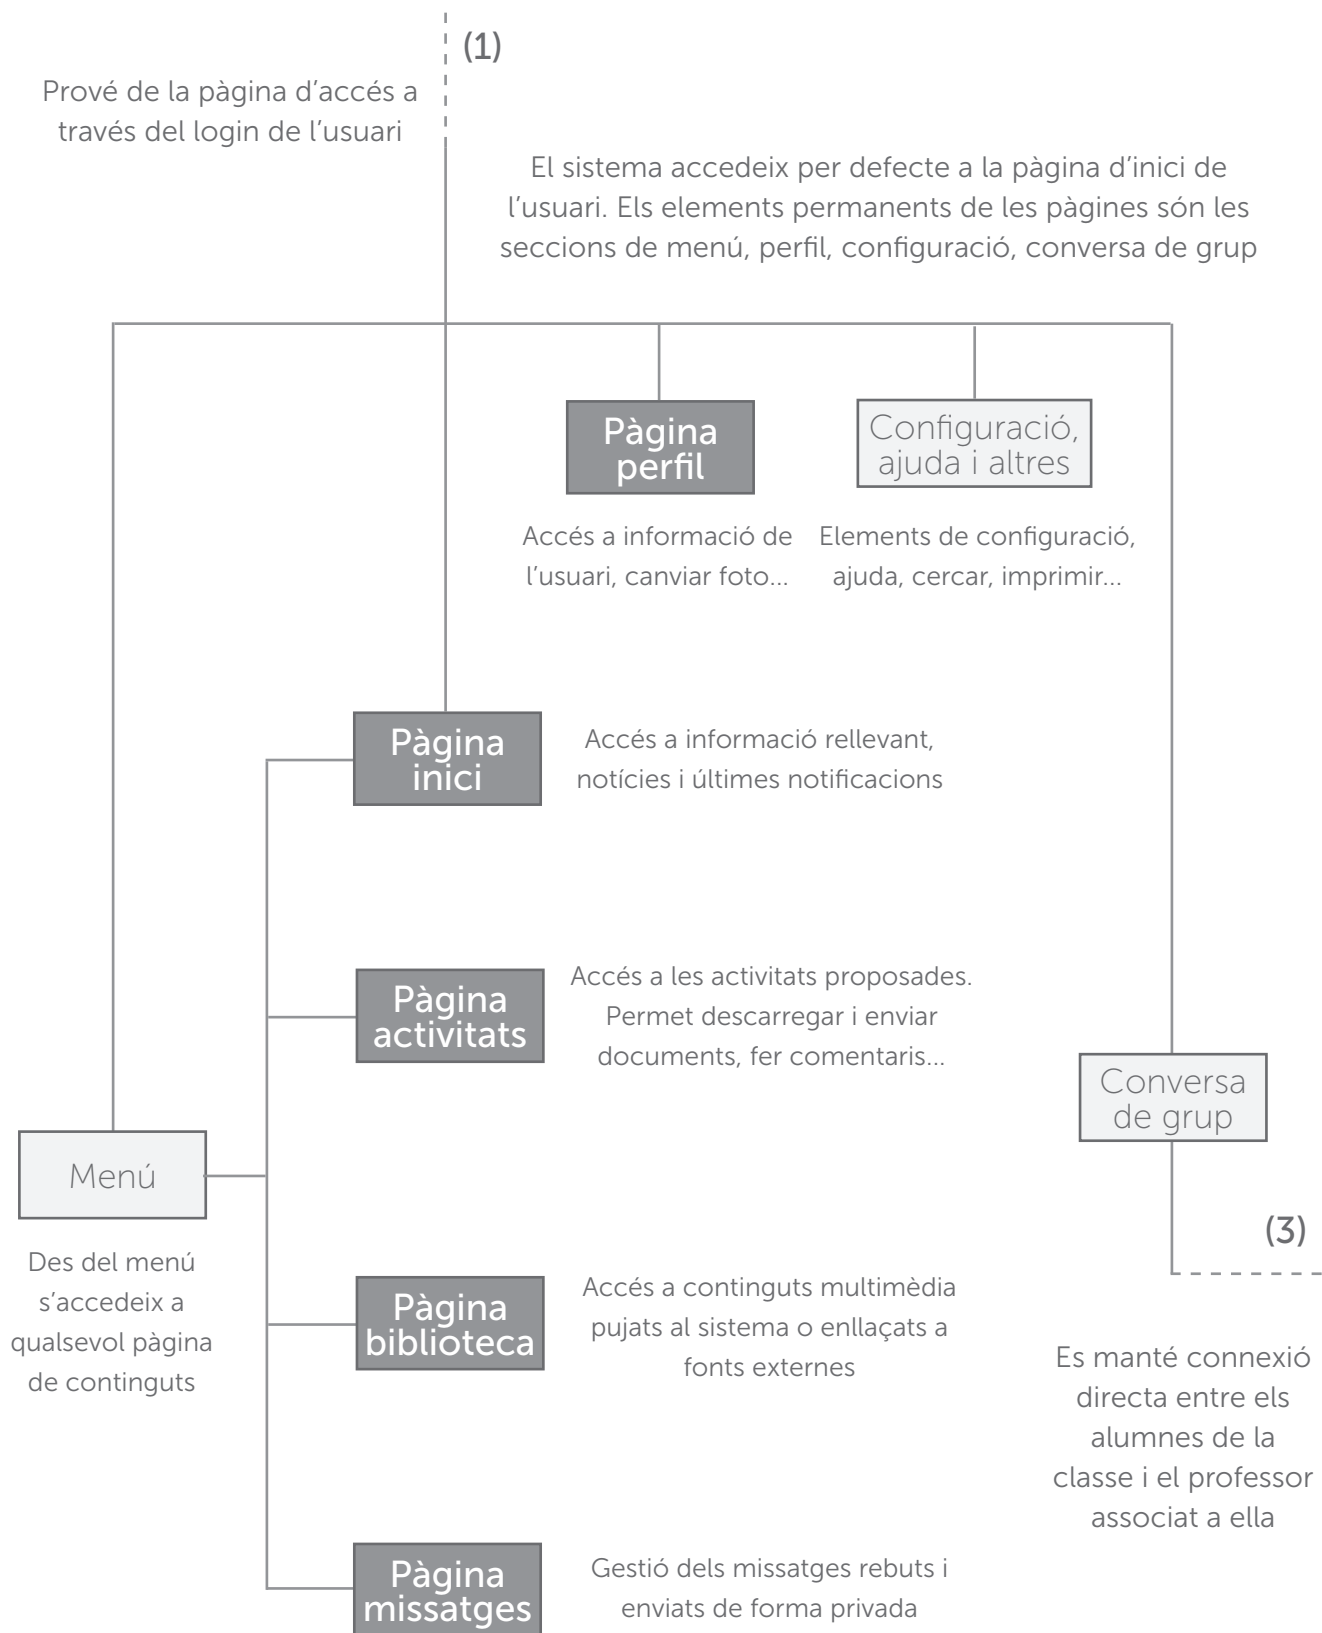 (1)
Prové de la pàgina d'accés a
través del login de l'usuari
El sistema accedeix per defecte a la pàgina d'inici de
l'usuari. Els elements permanents de les pàgines són les
seccions de menú, perfil, configuració, conversa de grup
Pàgina
perfil
Configuració,
ajuda i altres
Accés a informació de
l'usuari, canviar foto...
Elements de configuració,
ajuda, cercar, imprimir...
Pàgina
inici
Accés a informació rellevant,
notícies i últimes notificacions
Pàgina
activitats
Accés a les activitats proposades.
Permet descarregar i enviar
documents, fer comentaris...
Conversa
de grup
Menú
Des del menú
s'accedeix a
qualsevol pàgina
de continguts
(3)
Pàgina
biblioteca
Accés a continguts multimèdia
pujats al sistema o enllaçats a
fonts externes
Es manté connexió
directa entre els
alumnes de la
classe i el professor
associat a ella
Pàgina
missatges
Gestió dels missatges rebuts i
enviats de forma privada